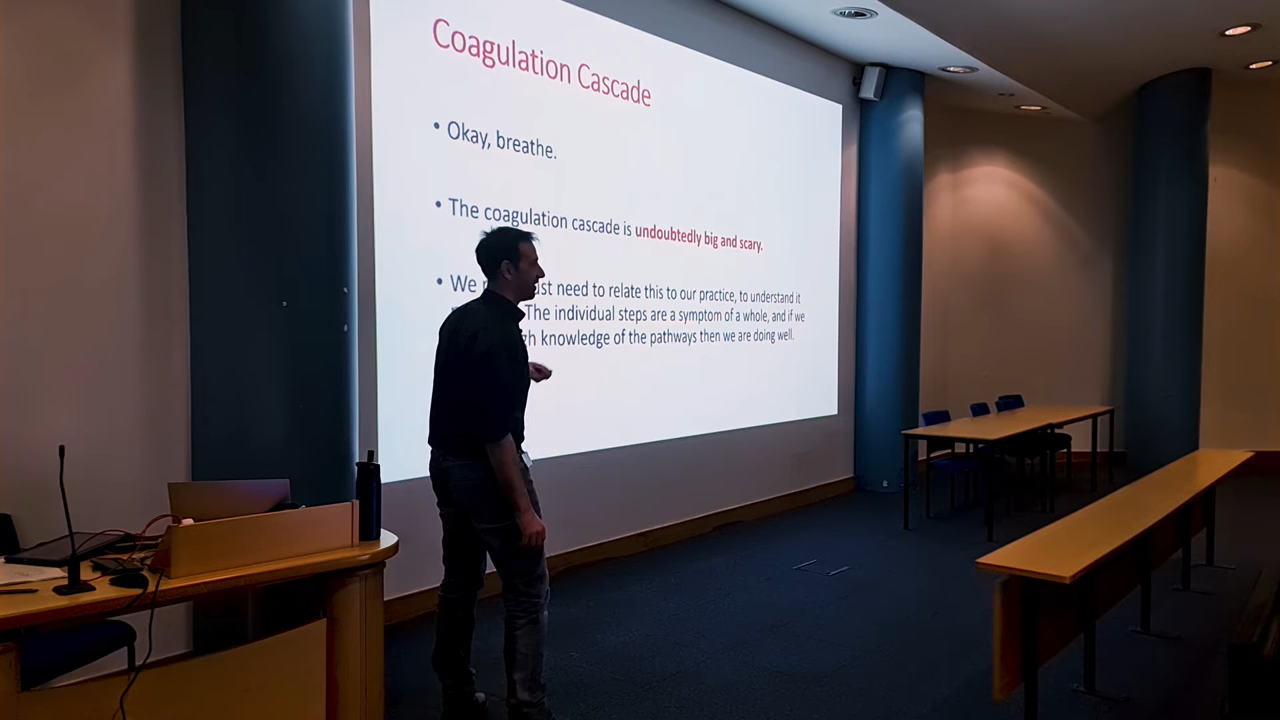 Coagulation Cascade
• Okay, breathe.
• The coagulation cascade is undoubtedly big and scary.
• We just need to relate this to our practice, to understand it
The individual steps are a symptom of a whole, and if we
knowledge of the pathways then we are doing well.